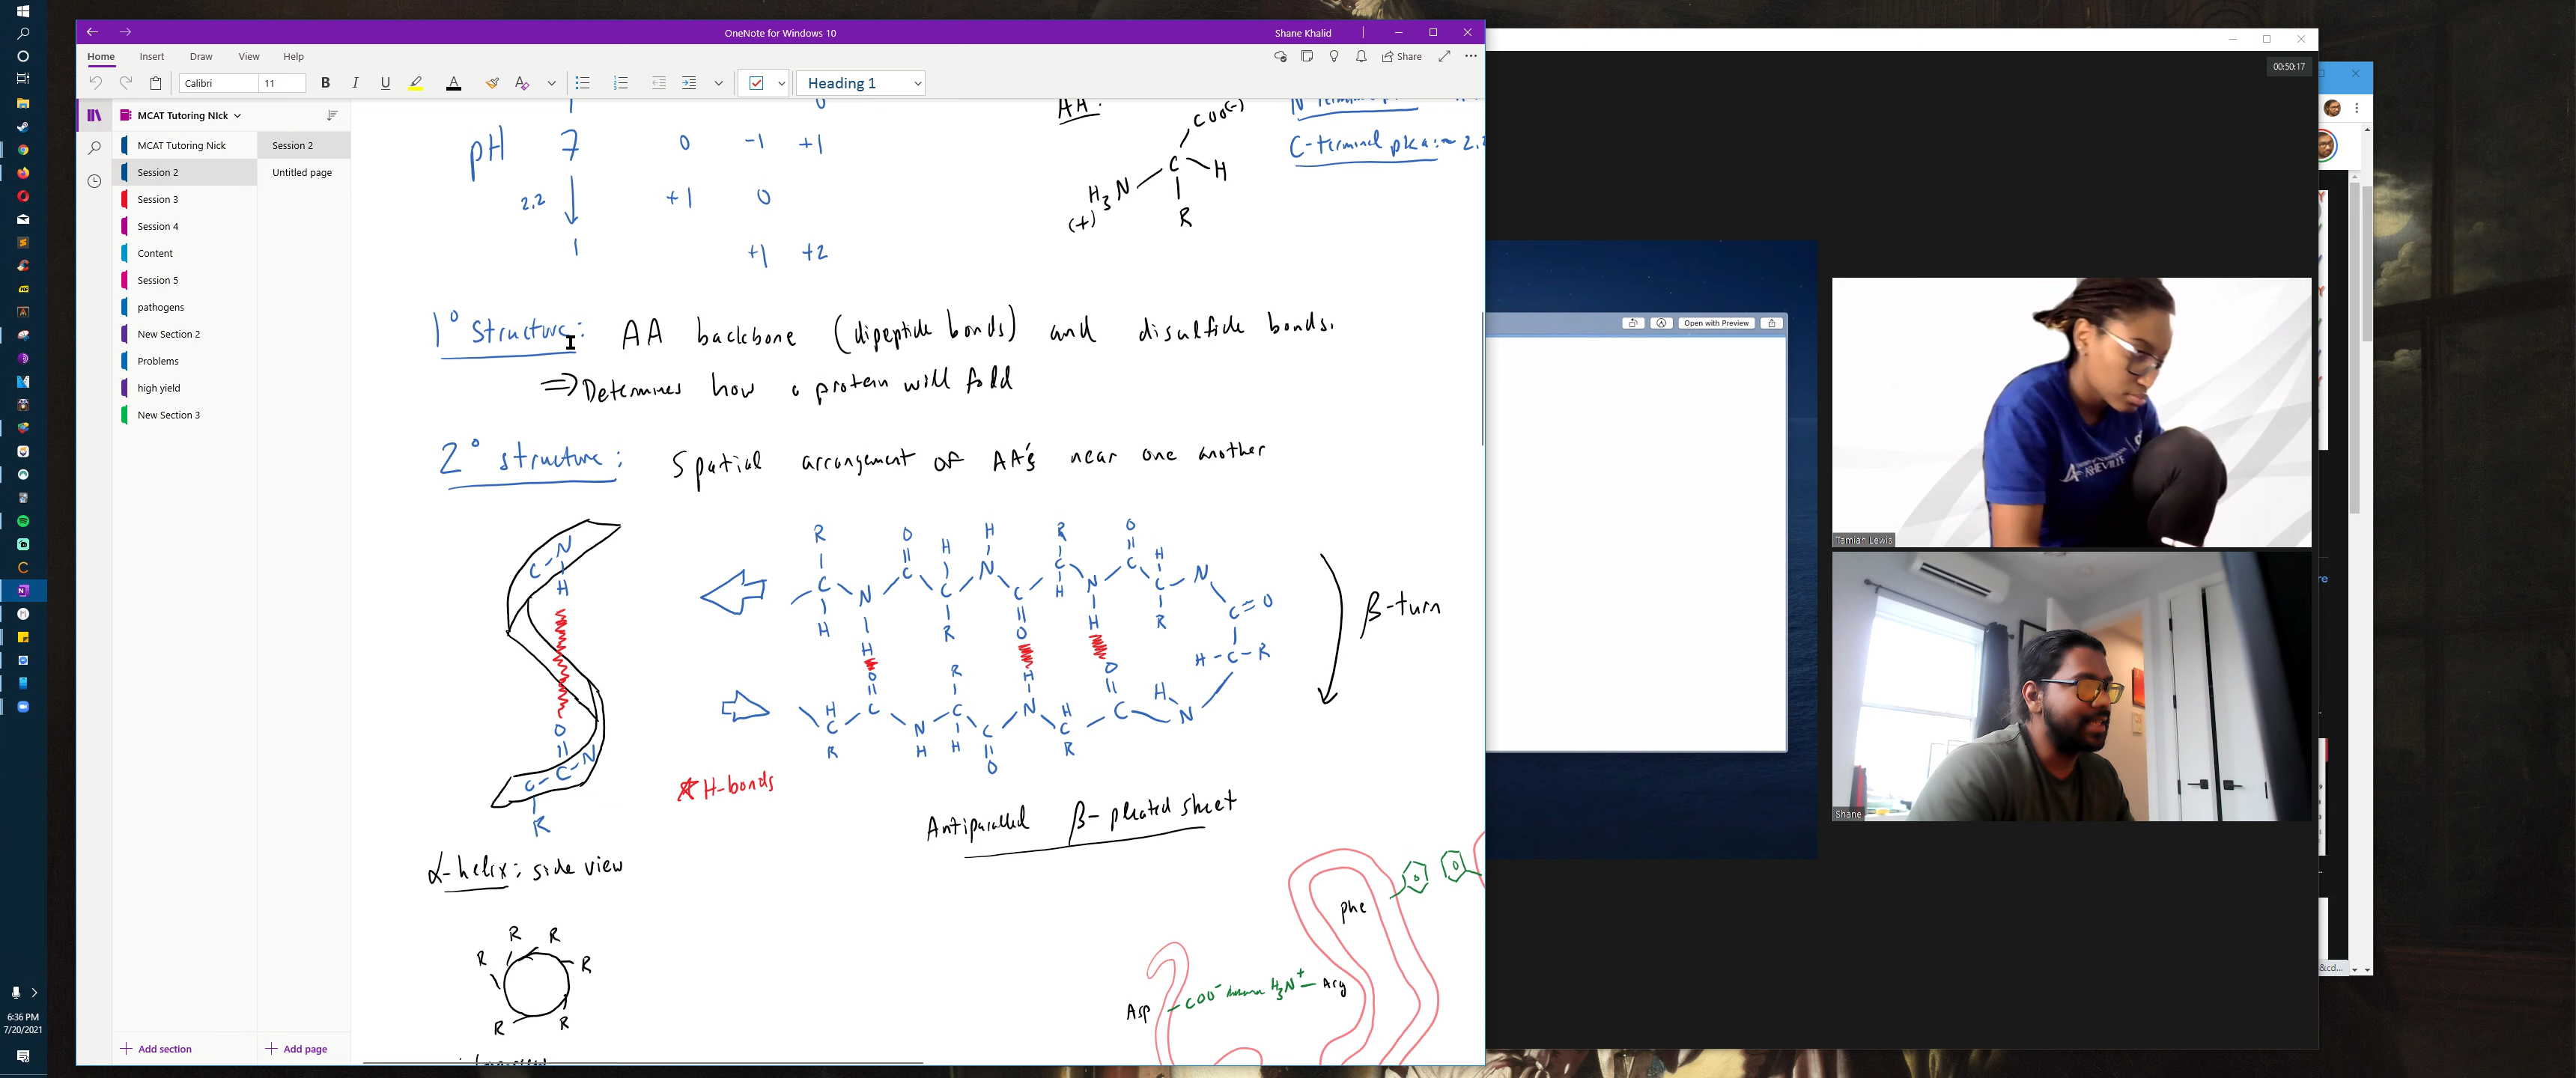 OneNote for Windows 10
Shane Khalid
Home Insert Draw View Help
Share
Calibri 11 B I U A Heading 1
MCAT Tutoring NIck
MCAT Tutoring Nick
Session 2
Session 3
Session 4
Content
Session 5
pathogens
New Section 2
Problems
high yield
New Section 3
Session 2
Untitled page
Add section
Add page
pH 7 0 -1 +1
2.2 +1 0
1 +1 +2
AA:
COO(-)
H3N C H
(+) R
C-terminal pka:~ 2.2
1° Structure: AA backbone (dipeptide bonds) and disulfide bonds.
⇒ Determines how a protein will fold
2° structure: Spatial arrangement of AA's near one another
β-turn
*H-bonds
Antiparallel β-pleated sheet
α-helix: side view
R R
R R
R R
phe
Asp COO- H3N+ Arg
00:50:17
Open with Preview
Tamiah Lewis
ASHEVILLE
Shane
6:36 PM
7/20/2021
&cd...